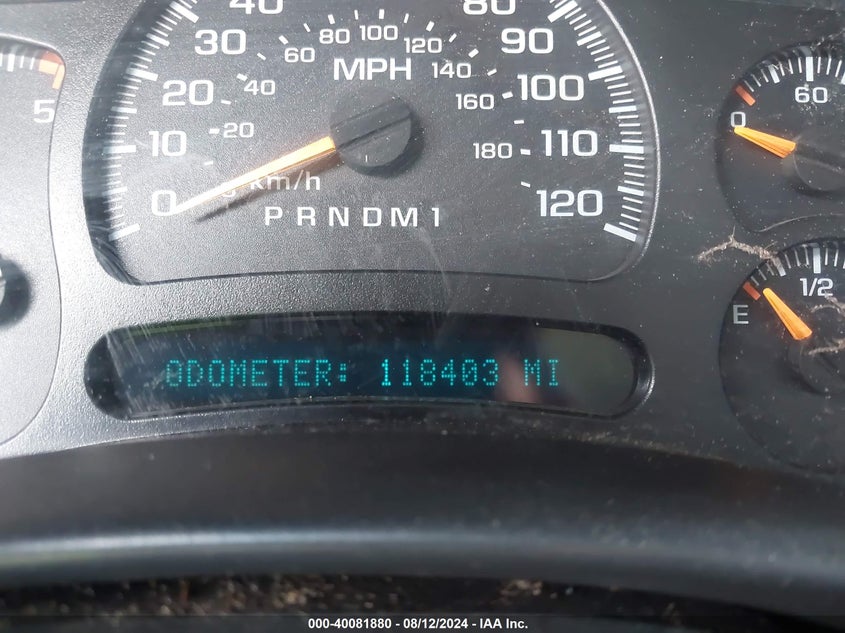 40 80
30 60 80 100 120 90
MPH
20 40 140 100
160
10 20 180 110
0 km/h 120
P R N D M 1
5
60
0
1/2
E
ODOMETER: 118403 MI
000-40081880 - 08/12/2024 - IAA Inc.